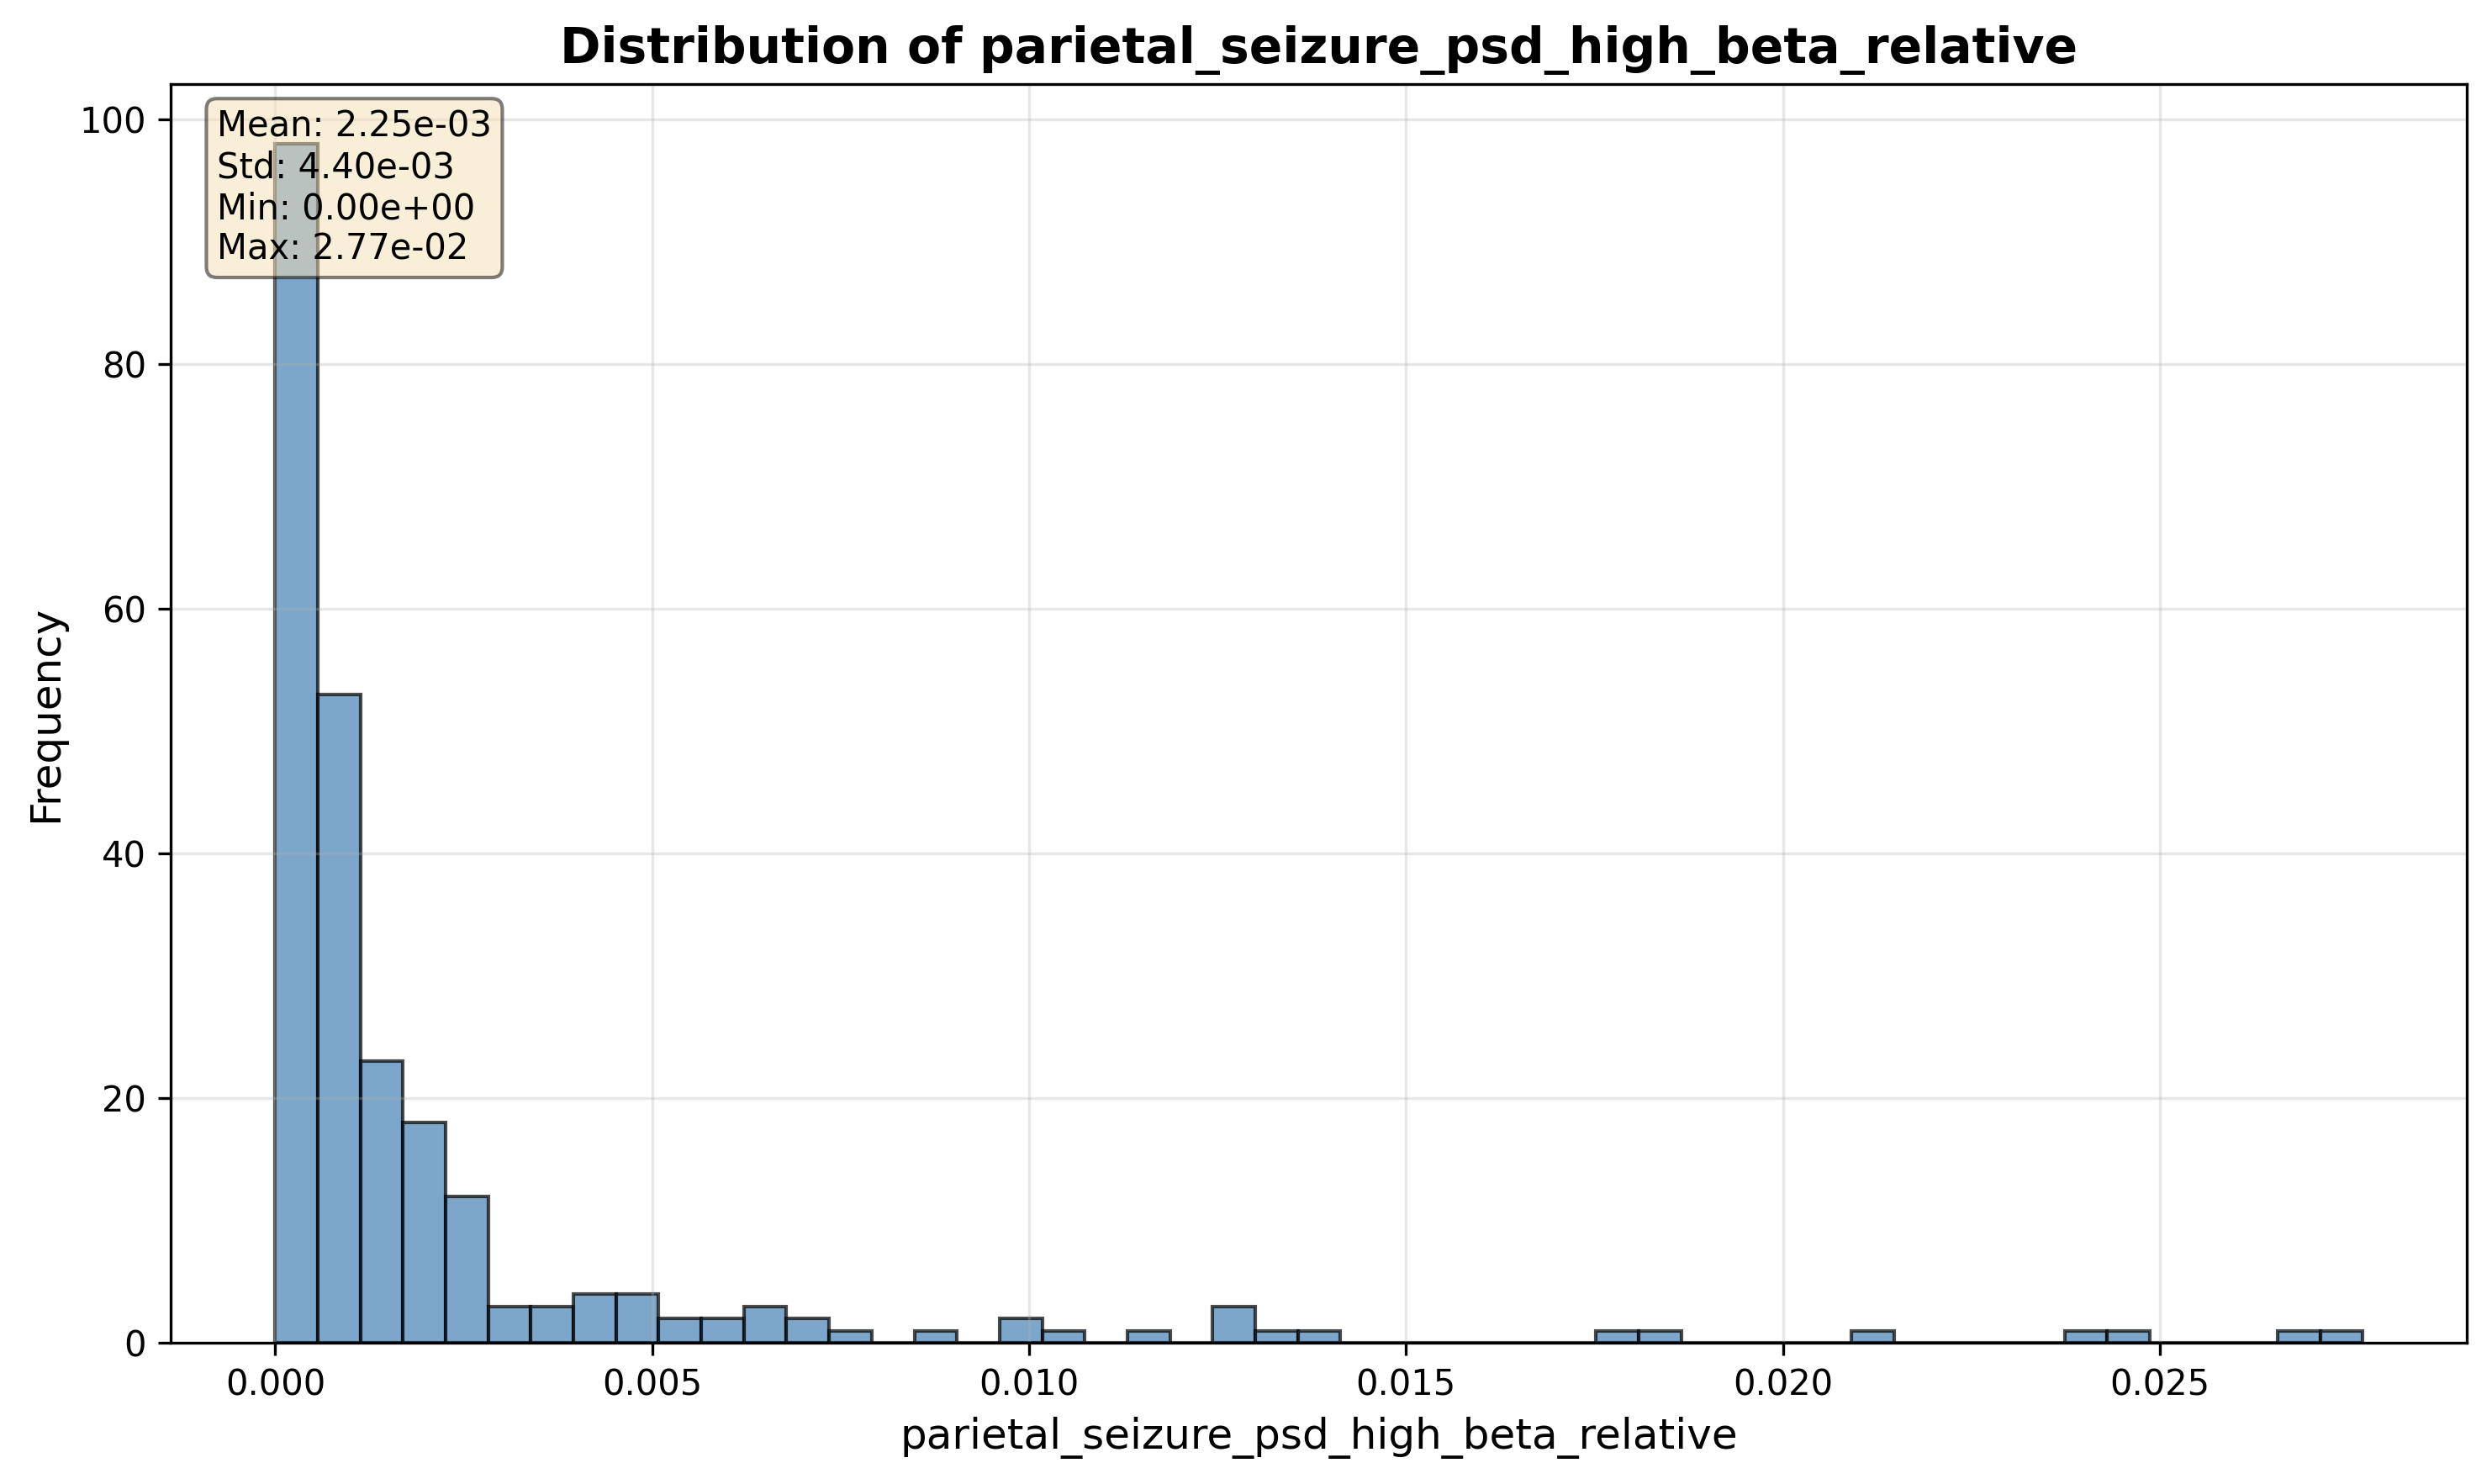 Distribution of parietal_seizure_psd_high_beta_relative
Mean: 2.25e-03
Std: 4.40e-03
Min: 0.00e+00
Max: 2.77e-02
100
80
60
40
20
0
Frequency
0.000 0.005 0.010 0.015 0.020 0.025
parietal_seizure_psd_high_beta_relative